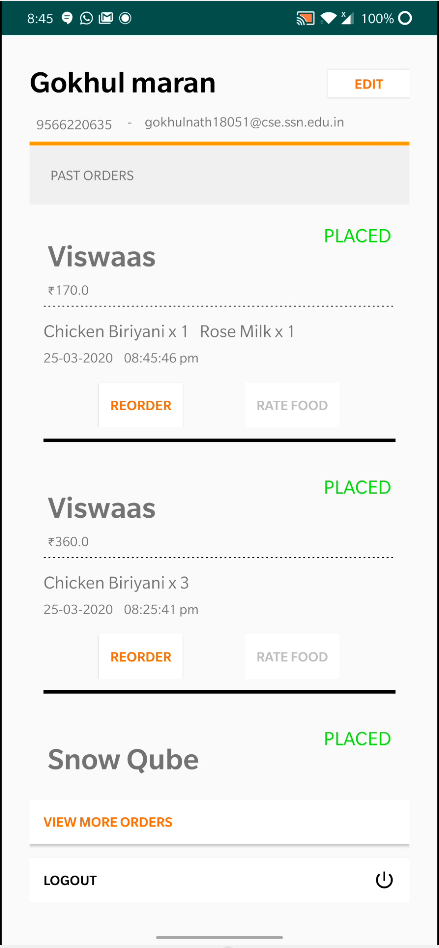 8:45 100%
Gokhul maran EDIT
9566220635 - gokhulnath18051@cse.ssn.edu.in
PAST ORDERS
PLACED
Viswaas
₹170.0
Chicken Biriyani x 1 Rose Milk x 1
25-03-2020 08:45:46 pm
REORDER RATE FOOD
PLACED
Viswaas
₹360.0
Chicken Biriyani x 3
25-03-2020 08:25:41 pm
REORDER RATE FOOD
PLACED
Snow Qube
VIEW MORE ORDERS
LOGOUT